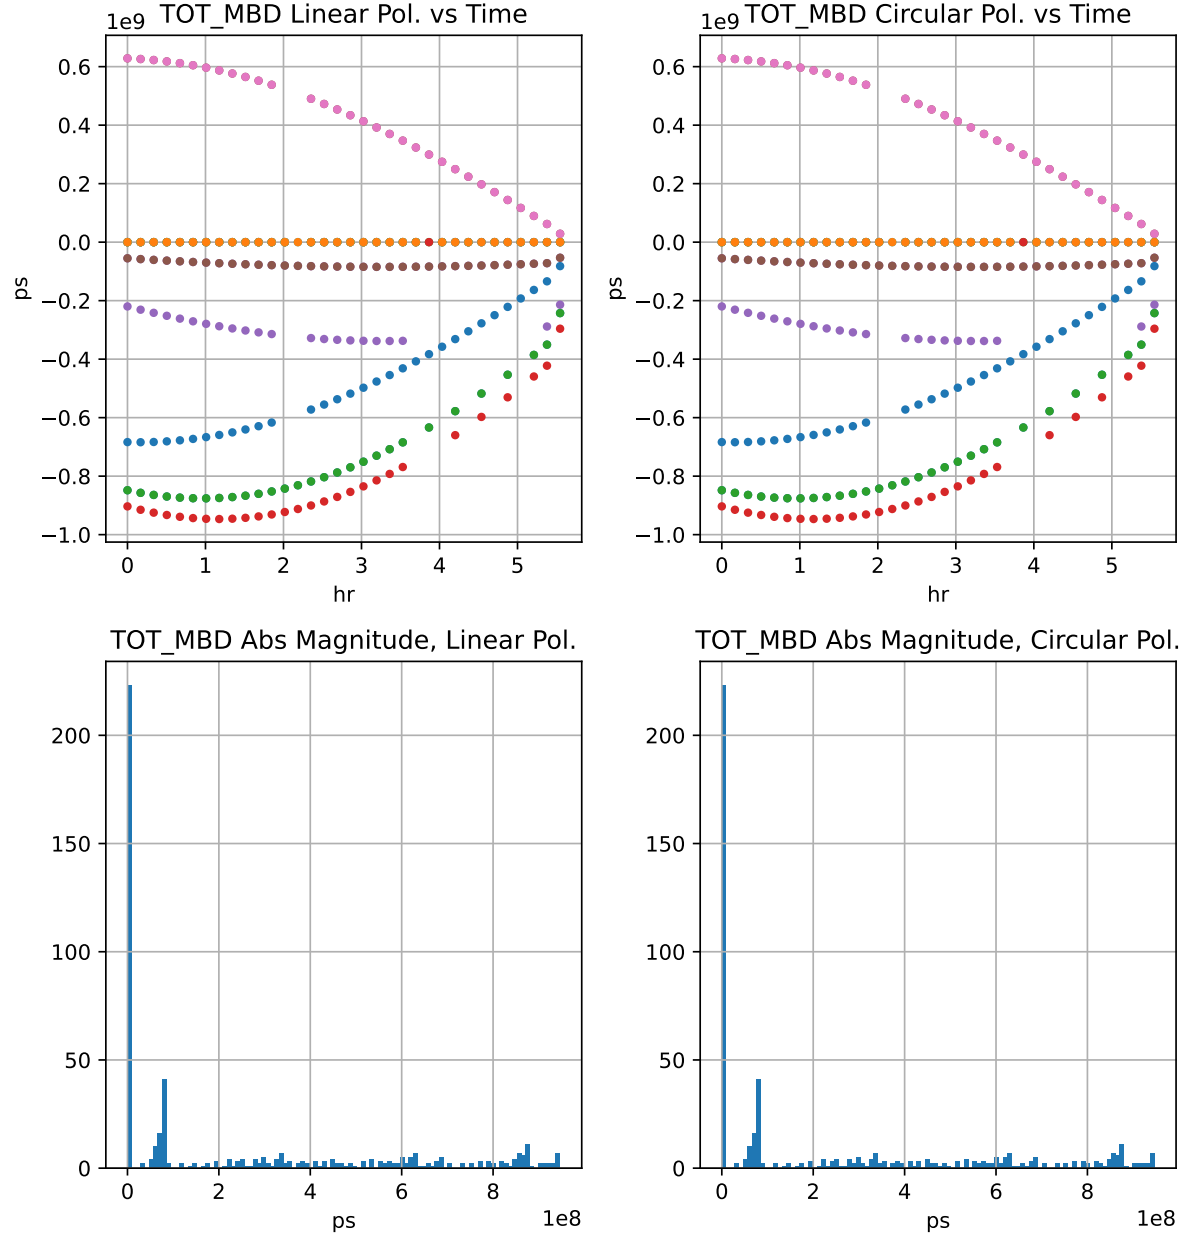 TOT_MBD Linear Pol. vs Time
1e9
0.6
0.4
0.2
0.0
−0.2
−0.4
−0.6
−0.8
−1.0
ps
0 1 2 3 4 5
hr
TOT_MBD Circular Pol. vs Time
1e9
0.6
0.4
0.2
0.0
−0.2
−0.4
−0.6
−0.8
−1.0
ps
0 1 2 3 4 5
hr
TOT_MBD Abs Magnitude, Linear Pol.
200
150
100
50
0
0 2 4 6 8
ps
1e8
TOT_MBD Abs Magnitude, Circular Pol.
200
150
100
50
0
0 2 4 6 8
ps
1e8